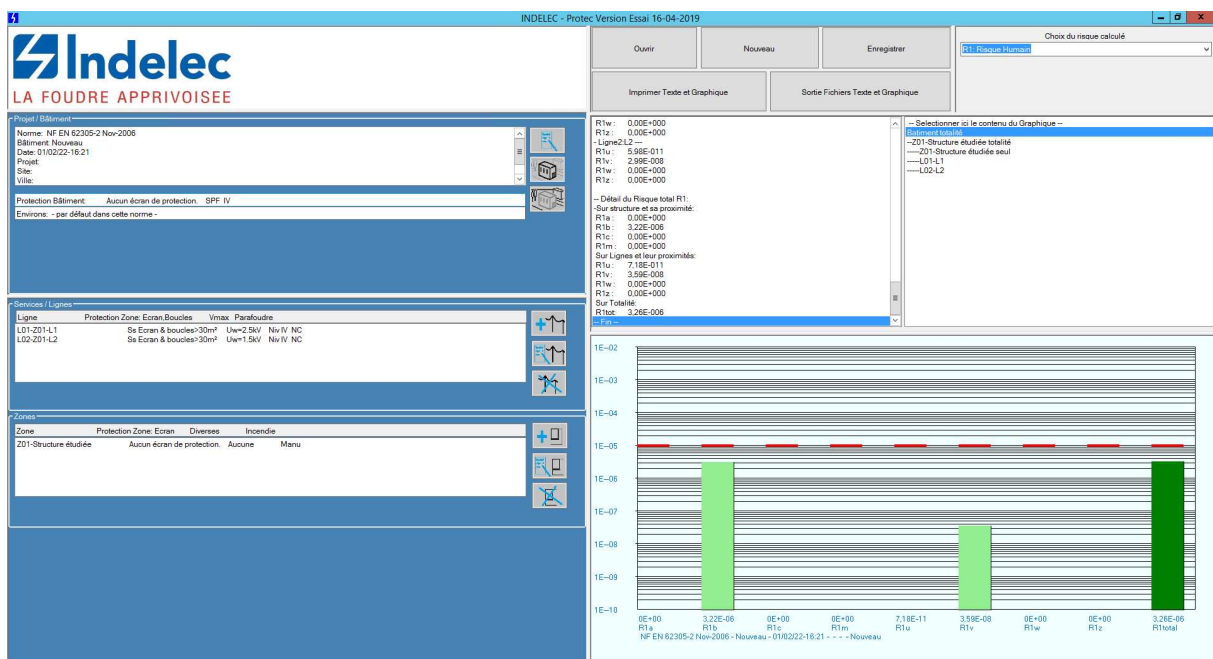 INDELEC - Protec Version Essai 16-04-2019
Indelec
LA FOUDRE APPRIVOISEE
Ouvrir
Nouveau
Enregistrer
Imprimer Texte et Graphique
Sortie Fichiers Texte et Graphique
Choix du risque calculé
R1: Risque Humain
Projet / Bâtiment
Norme: NF EN 62305-2 Nov-2006
Bâtiment: Nouveau
Date: 01/02/22-16:21
Projet:
Site:
Ville:
Protection Bâtiment: Aucun écran de protection. SPF IV
Environs: - par défaut dans cette norme -
Services / Lignes
Ligne Protection Zone: Ecran,Boucles Vmax Parafoudre
L01-Z01-L1 Ss Ecran & boucles>30m² Uw=2.5kV Niv IV NC
L02-Z01-L2 Ss Ecran & boucles>30m² Uw=1.5kV Niv IV NC
Zones
Zone Protection Zone: Ecran Diverses Incendie
Z01-Structure étudiée Aucun écran de protection. Aucune Manu
R1w : 0,00E+000
R1z : 0,00E+000
- Ligne2:L2 ---
R1u : 5,98E-011
R1v : 2,99E-008
R1w : 0,00E+000
R1z : 0,00E+000
-- Détail du Risque total R1:
-Sur structure et sa proximité:
R1a : 0,00E+000
R1b : 3,22E-006
R1c : 0,00E+000
R1m : 0,00E+000
Sur Lignes et leur proximités:
R1u : 7,18E-011
R1v : 3,59E-008
R1w : 0,00E+000
R1z : 0,00E+000
Sur Totalité:
R1tot: 3,26E-006
-- Fin --
-- Selectionner ici le contenu du Graphique --
Batiment totalité
--Z01-Structure étudiée totalité
-----Z01-Structure étudiée seul
-----L01-L1
-----L02-L2
1E-02
1E-03
1E-04
1E-05
1E-06
1E-07
1E-08
1E-09
1E-10
0E+00 3,22E-06 0E+00 0E+00 7,18E-11 3,59E-08 0E+00 0E+00 3,26E-06
R1a R1b R1c R1m R1u R1v R1w R1z R1total
NF EN 62305-2 Nov-2006 - Nouveau - 01/02/22-16:21 - - - - Nouveau